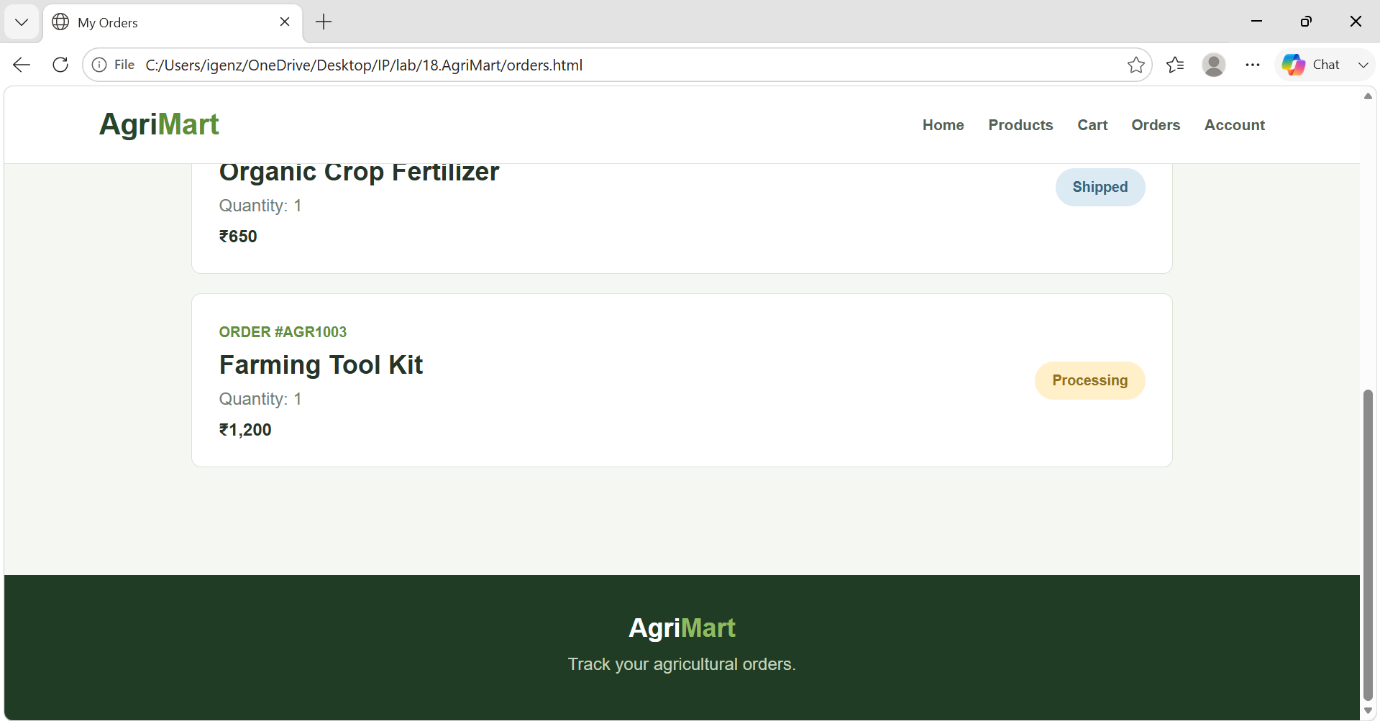 My Orders
File C:/Users/igenz/OneDrive/Desktop/IP/lab/18.AgriMart/orders.html
Chat
AgriMart
Home Products Cart Orders Account
Organic Crop Fertilizer
Quantity: 1
₹650
Shipped
ORDER #AGR1003
Farming Tool Kit
Quantity: 1
₹1,200
Processing
AgriMart
Track your agricultural orders.